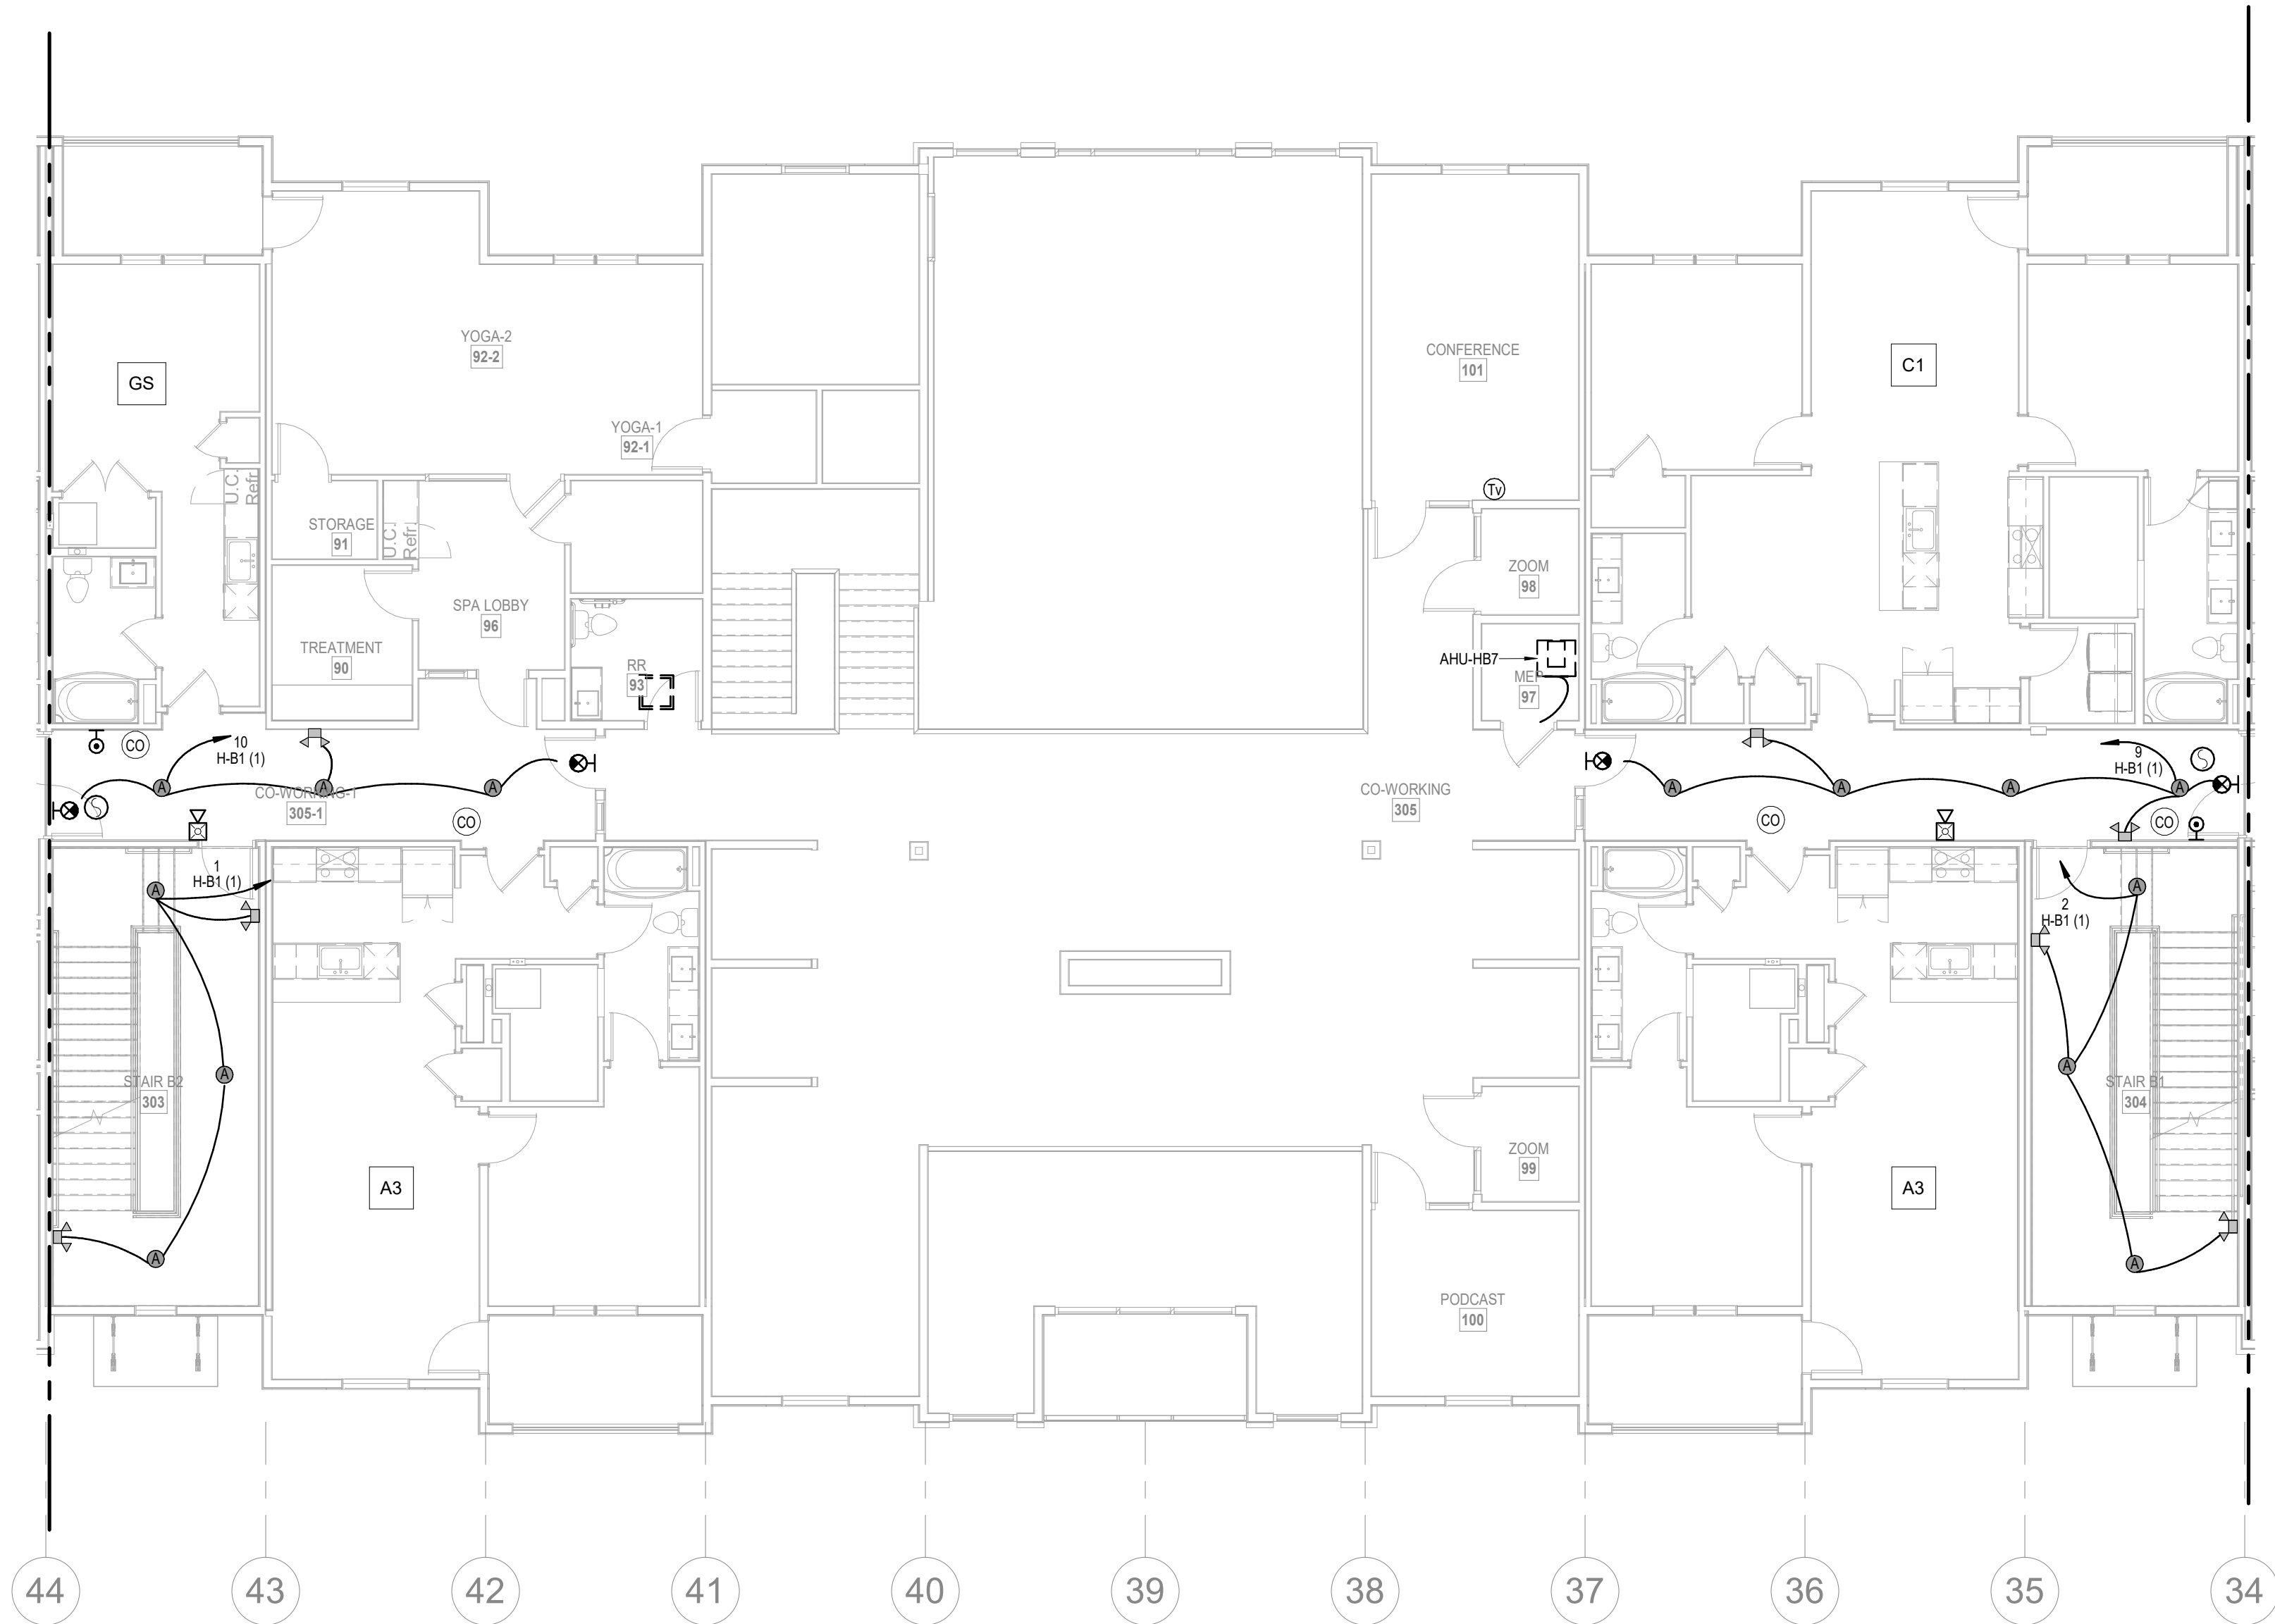 YOGA-2
92-2
CONFERENCE
101
C1
GS
YOGA-1
92-1
U.C.
Refr.
Tv
STORAGE
91
U.C.
Refr.
ZOOM
98
SPA LOBBY
96
TREATMENT
90
RR
93
AHU-HB7
MEP
97
CO
10
H-B1 (1)
9
H-B1 (1)
S
S
A
A
A
A
A
A
A
CO-WORKING-1
305-1
CO
CO-WORKING
305
CO
CO
1
H-B1 (1)
A
A
2
H-B1 (1)
A
A
STAIR B2
303
STAIR B1
304
ZOOM
99
A3
A3
A
A
PODCAST
100
44
43
42
41
40
39
38
37
36
35
34